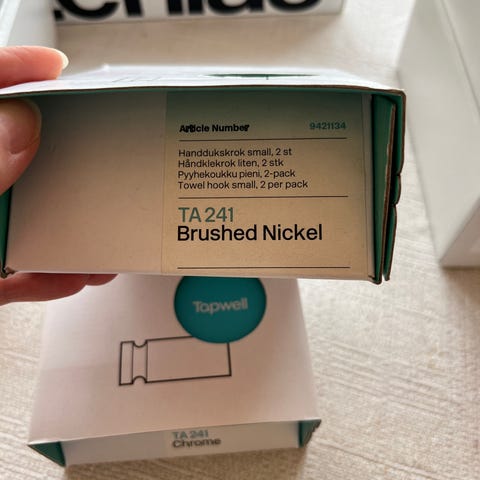 Article Number 9421134
Handdukskrok small, 2 st
Håndklekrok liten, 2 stk
Pyyhekoukku pieni, 2-pack
Towel hook small, 2 per pack
TA 241
Brushed Nickel
Tapwell
TA 241
Chrome